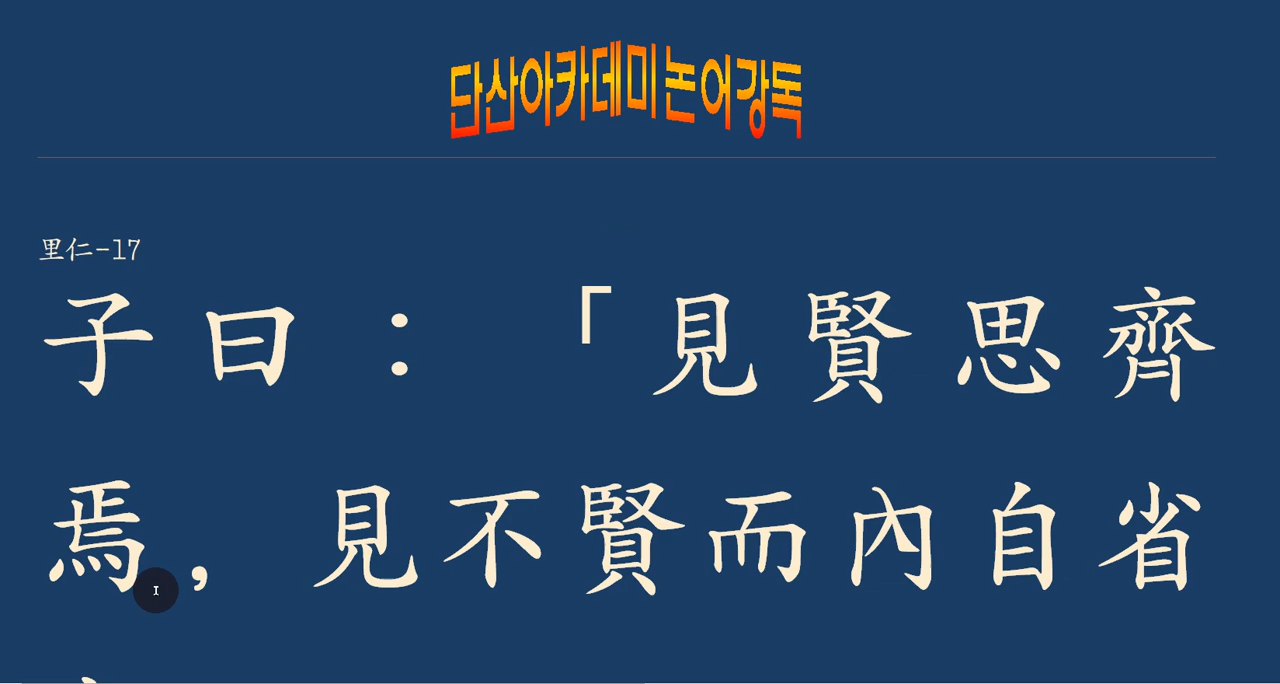 단산아카데미 논어강독
里仁-17
子曰：「見賢思齊
焉, 見不賢而內自省